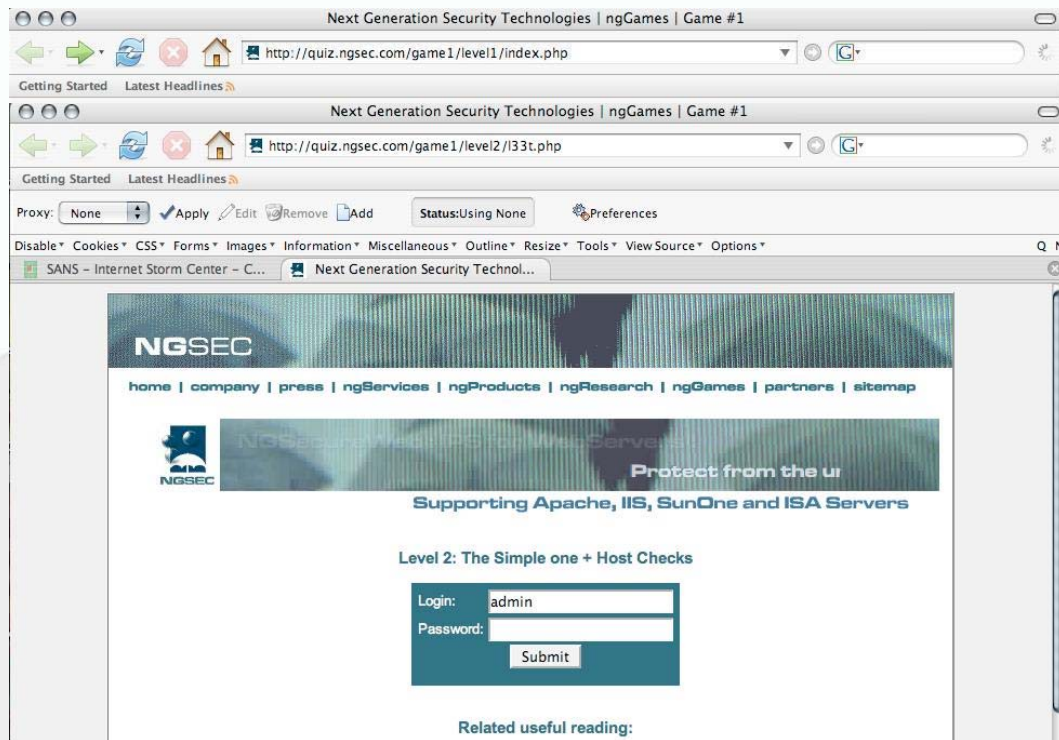 Next Generation Security Technologies | ngGames | Game #1
http://quiz.ngsec.com/game1/level1/index.php
G
Getting Started Latest Headlines
Next Generation Security Technologies | ngGames | Game #1
http://quiz.ngsec.com/game1/level2/l33t.php
G
Getting Started Latest Headlines
Proxy: None Apply Edit Remove Add Status:Using None Preferences
Disable Cookies CSS Forms Images Information Miscellaneous Outline Resize Tools View Source Options
SANS – Internet Storm Center – C... Next Generation Security Technol...
NGSEC
home | company | press | ngServices | ngProducts | ngResearch | ngGames | partners | sitemap
NGSEC
Protect from the ur
Supporting Apache, IIS, SunOne and ISA Servers
Level 2: The Simple one + Host Checks
Login: admin
Password:
Submit
Related useful reading: